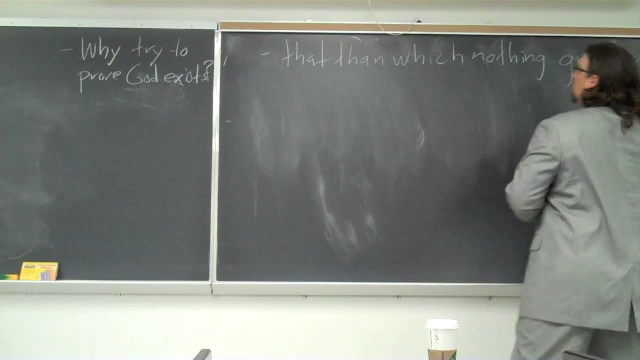 - Why try to
prove God exists?
- that than which nothing